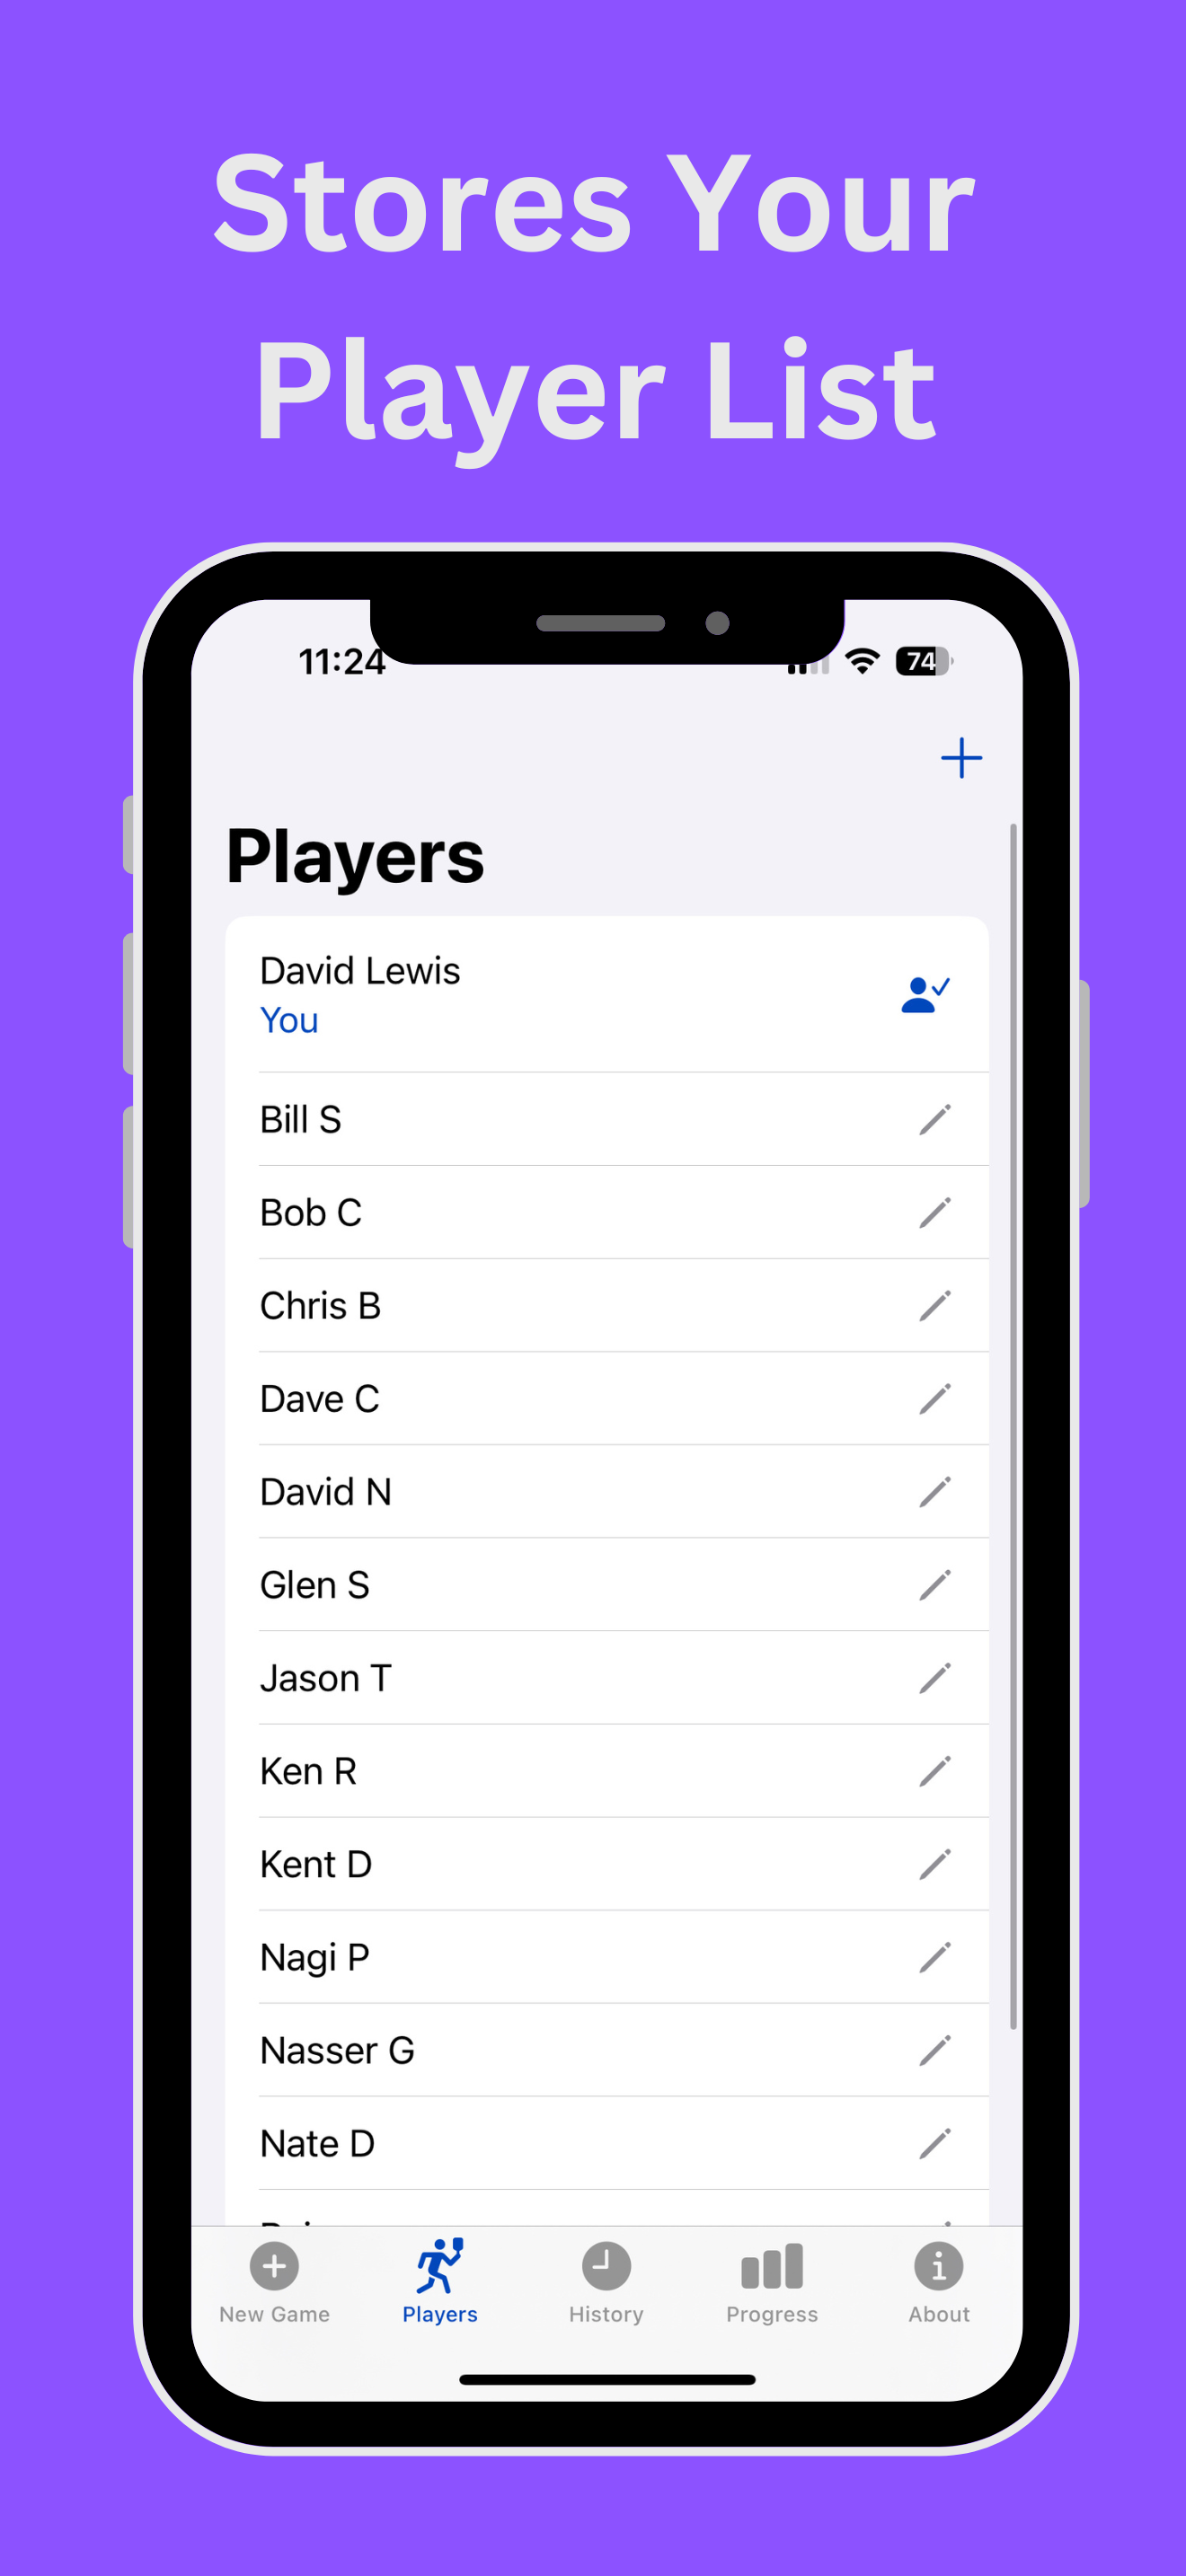 Stores Your
Player List
11:24
74
Players
David Lewis
You
Bill S
Bob C
Chris B
Dave C
David N
Glen S
Jason T
Ken R
Kent D
Nagi P
Nasser G
Nate D
New Game
Players
History
Progress
About